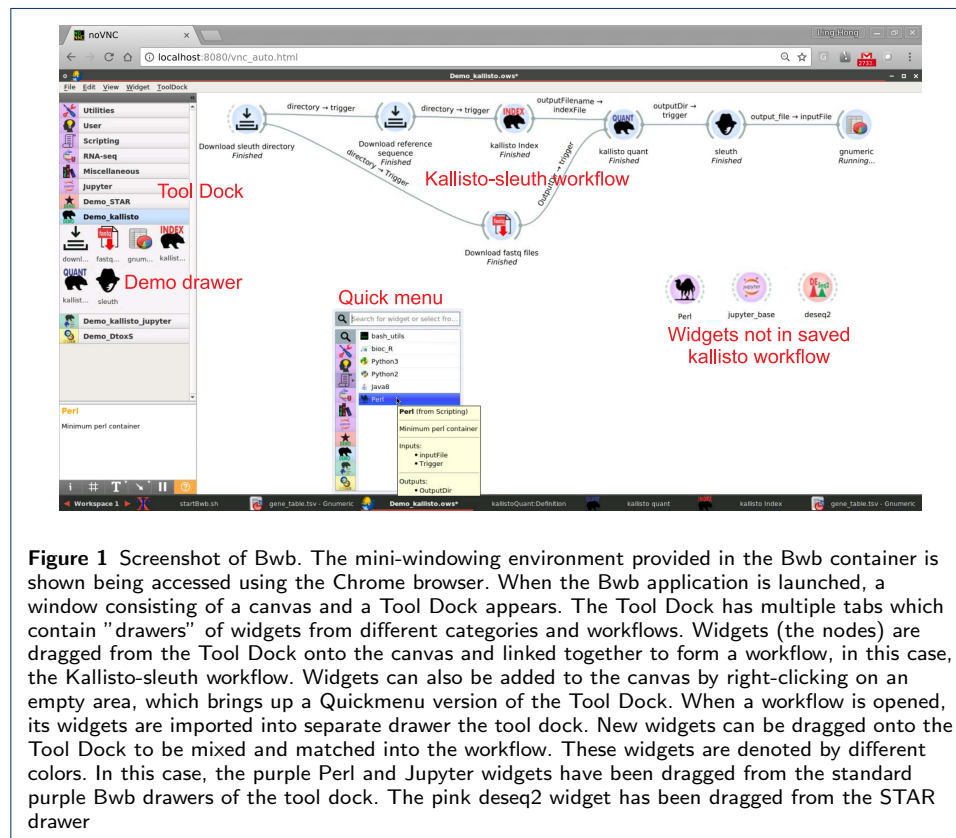 noVNC
Ling Hong
localhost:8080/vnc_auto.html
2733
Demo_kallisto.ows*
File Edit View Widget ToolDock
Utilities
User
Scripting
RNA-seq
Miscellaneous
Jupyter
Demo_STAR
Demo_kallisto
downl... fastq... gnum... kallist...
kallist... sleuth
Demo_kallisto_jupyter
Demo_DtoxS
Tool Dock
Demo drawer
Perl
Minimum perl container
directory → trigger
directory → trigger
outputFilename →
indexFile
outputDir →
trigger
output_file → inputFile
Download sleuth directory
Finished
Download reference
sequence
Finished
INDEX
kallisto Index
Finished
QUANT
kallisto quant
Finished
sleuth
Finished
gnumeric
Running...
directory → Trigger
OutputDir → trigger
Kallisto-sleuth workflow
fastq
Download fastq files
Finished
Perl
jupyter
jupyter_base
DESeq2
deseq2
Widgets not in saved
kallisto workflow
Quick menu
Search for widget or select fro...
bash_utils
bioc_R
Python3
Python2
Java8
Perl
Perl (from Scripting)
Minimum perl container
Inputs:
• inputFile
• Trigger
Outputs:
• OutputDir
Workspace 1
startBwb.sh
gene_table.tsv - Gnumeric
Demo_kallisto.ows*
kallistoQuant:Definition
kallisto quant
kallisto Index
gene_table.tsv - Gnumeric
Figure 1 Screenshot of Bwb. The mini-windowing environment provided in the Bwb container is
shown being accessed using the Chrome browser. When the Bwb application is launched, a
window consisting of a canvas and a Tool Dock appears. The Tool Dock has multiple tabs which
contain "drawers" of widgets from different categories and workflows. Widgets (the nodes) are
dragged from the Tool Dock onto the canvas and linked together to form a workflow, in this case,
the Kallisto-sleuth workflow. Widgets can also be added to the canvas by right-clicking on an
empty area, which brings up a Quickmenu version of the Tool Dock. When a workflow is opened,
its widgets are imported into separate drawer the tool dock. New widgets can be dragged onto the
Tool Dock to be mixed and matched into the workflow. These widgets are denoted by different
colors. In this case, the purple Perl and Jupyter widgets have been dragged from the standard
purple Bwb drawers of the tool dock. The pink deseq2 widget has been dragged from the STAR
drawer